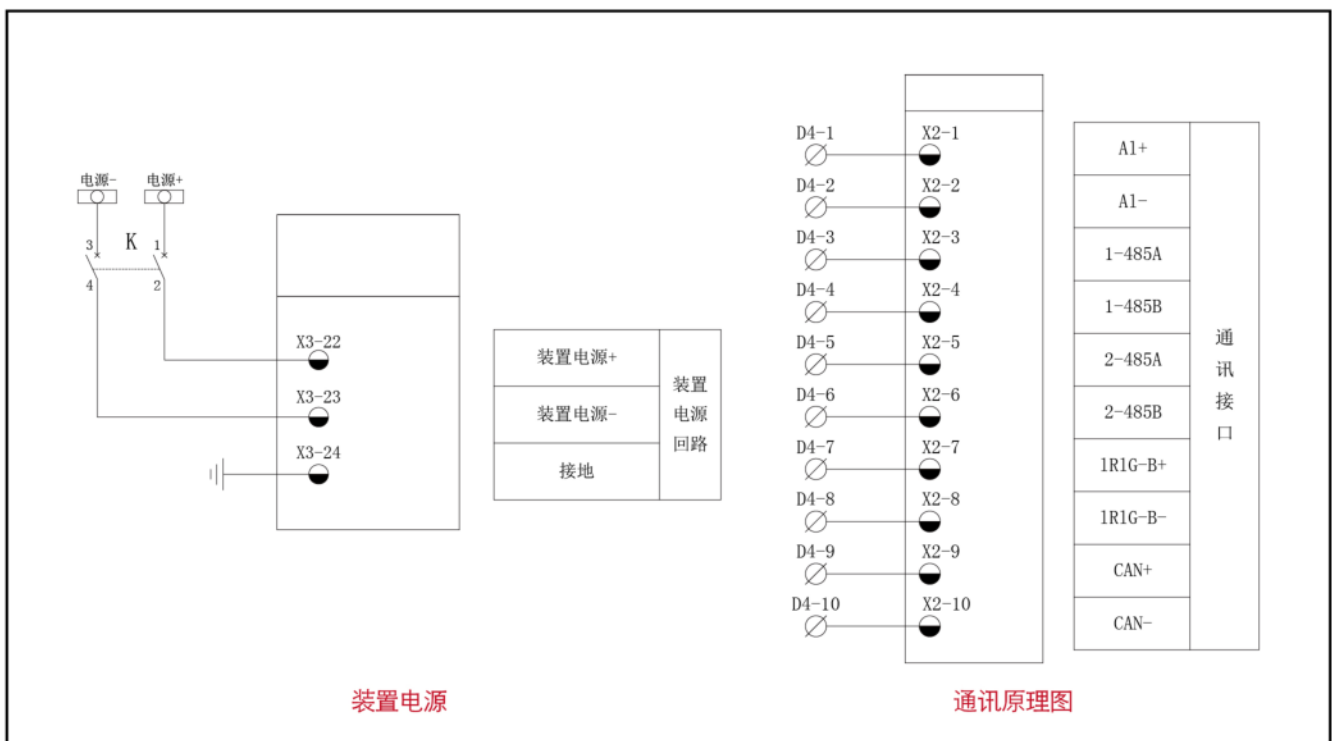 电源-
电源+
3
K
1
4
2
X3-22
X3-23
X3-24
装置电源+
装置电源-
接地
装置
电源
回路
装置电源
D4-1
X2-1
A1+
D4-2
X2-2
A1-
D4-3
X2-3
1-485A
D4-4
X2-4
1-485B
D4-5
X2-5
2-485A
D4-6
X2-6
2-485B
D4-7
X2-7
1R1G-B+
D4-8
X2-8
1R1G-B-
D4-9
X2-9
CAN+
D4-10
X2-10
CAN-
通
讯
接
口
通讯原理图